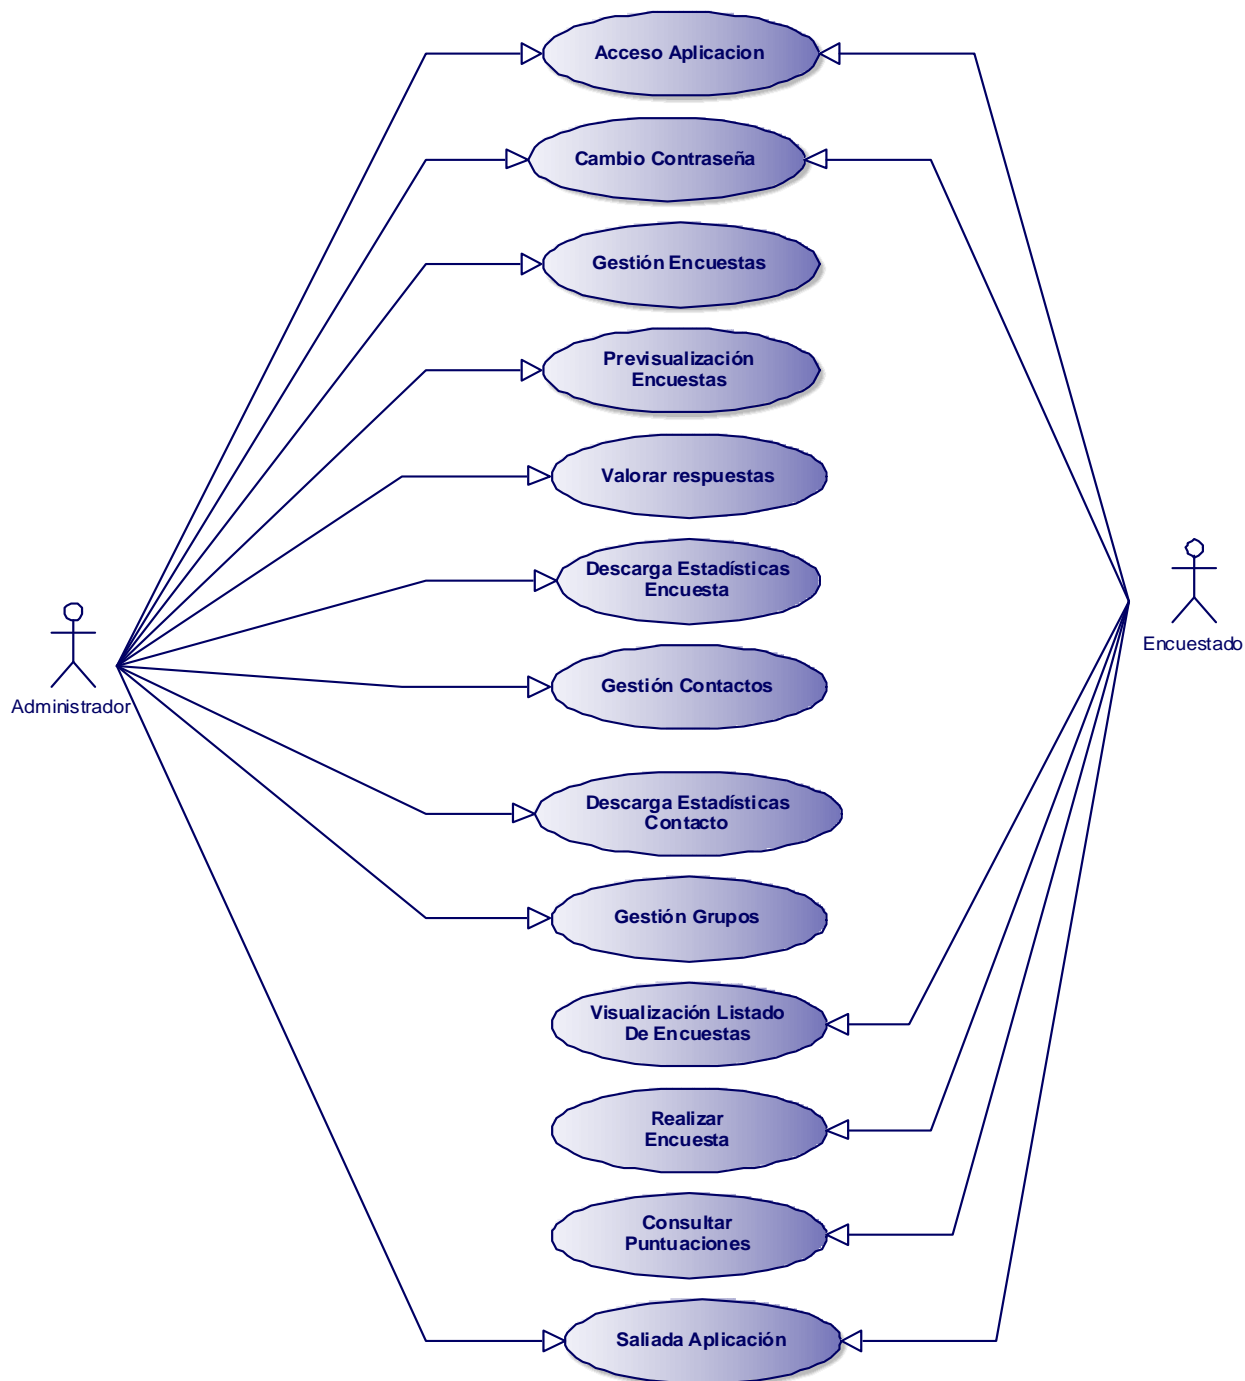 Acceso Aplicacion
Cambio Contraseña
Gestión Encuestas
Previsualización
Encuestas
Valorar respuestas
Descarga Estadísticas
Encuesta
Administrador
Encuestado
Gestión Contactos
Descarga Estadísticas
Contacto
Gestión Grupos
Visualización Listado
De Encuestas
Realizar
Encuesta
Consultar
Puntuaciones
Saliada Aplicación